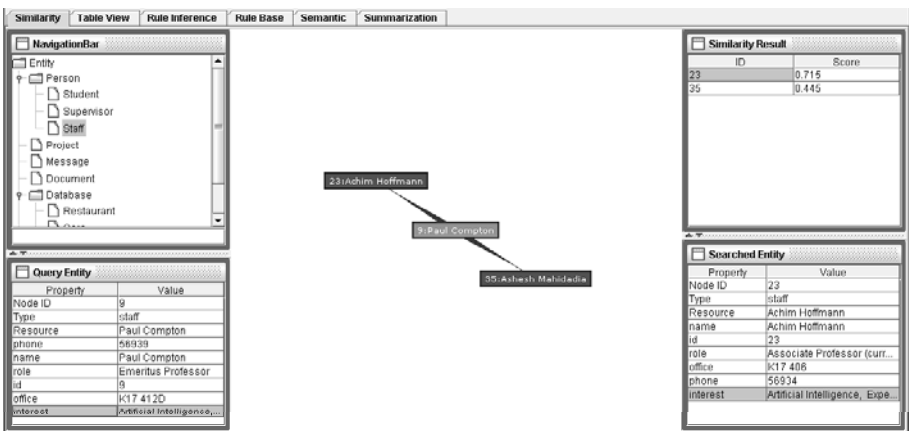 Similarity Table View Rule Inference Rule Base Semantic Summarization
NavigationBar
Entity
Person
Student
Supervisor
Staff
Project
Message
Document
Database
Restaurant
Query Entity
Property Value
Node ID 9
Type staff
Resource Paul Compton
phone 56939
name Paul Compton
role Emeritus Professor
id 9
office K17 412D
interest Artificial Intelligence,...
23:Achim Hoffmann
9:Paul Compton
35:Ashesh Mahidadia
Similarity Result
ID Score
23 0.715
35 0.445
Searched Entity
Property Value
Node ID 23
Type staff
Resource Achim Hoffmann
name Achim Hoffmann
id 23
role Associate Professor (curr...
office K17 406
phone 56934
interest Artificial Intelligence, Expe...